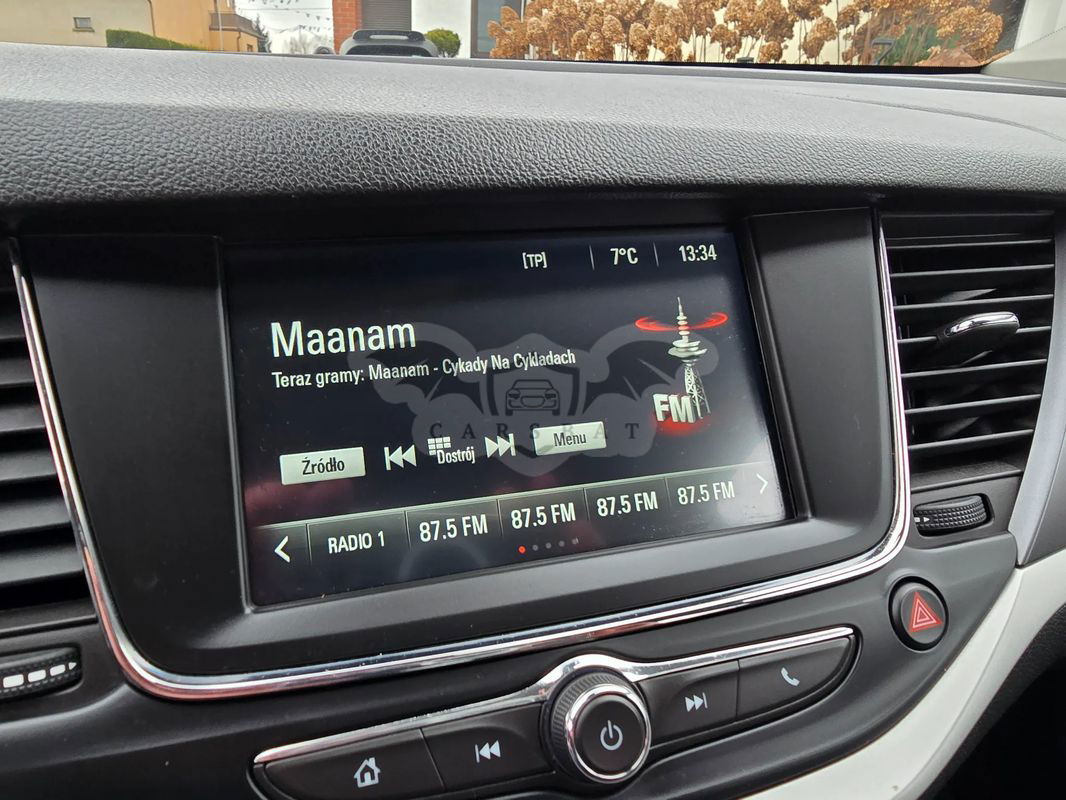 [TP] 7°C 13:34
Maanam
Teraz gramy: Maanam - Cykady Na Cykladach
FM
CARSBAT
Źródło Dostrój Menu
RADIO 1 87.5 FM 87.5 FM 87.5 FM 87.5 FM